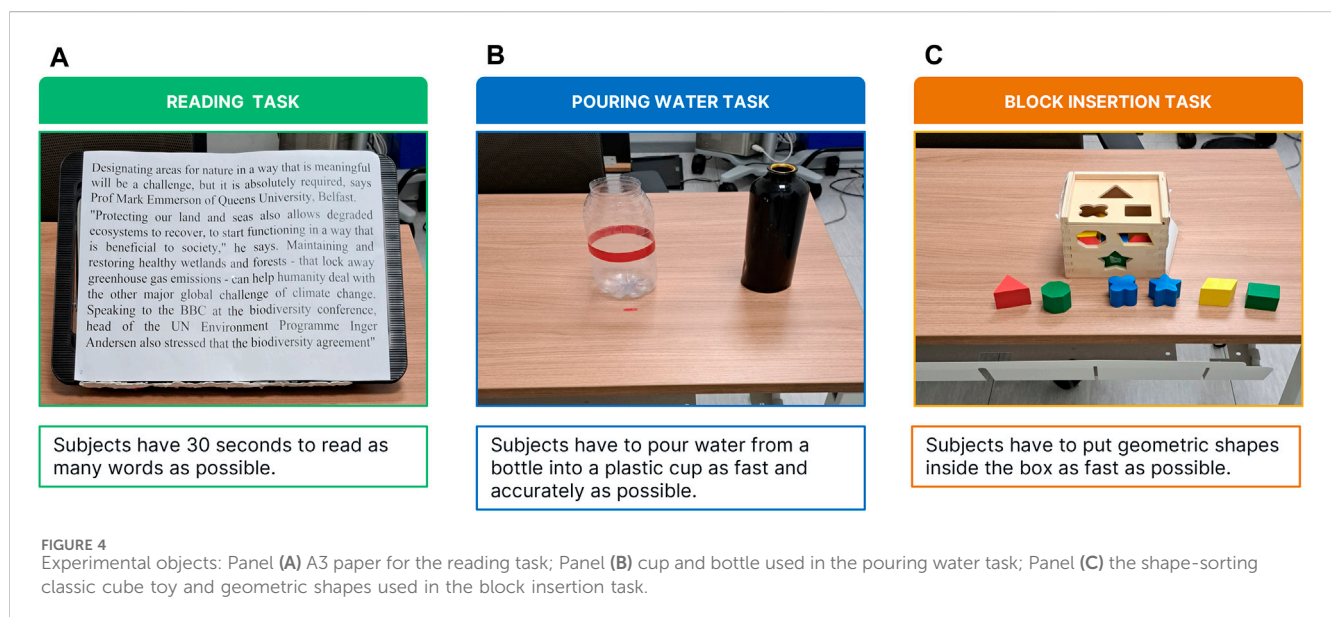 A
B
C
READING TASK
POURING WATER TASK
BLOCK INSERTION TASK
Designating areas for nature in a way that is meaningful
will be a challenge, but it is absolutely required, says
Prof Mark Emmerson of Queens University, Belfast.
"Protecting our land and seas also allows degraded
ecosystems to recover, to start functioning in a way that
is beneficial to society," he says. Maintaining and
restoring healthy wetlands and forests - that lock away
greenhouse gas emissions - can help humanity deal with
the other major global challenge of climate change.
Speaking to the BBC at the biodiversity conference,
head of the UN Environment Programme Inger
Andersen also stressed that the biodiversity agreement"
Subjects have 30 seconds to read as
many words as possible.
Subjects have to pour water from a
bottle into a plastic cup as fast and
accurately as possible.
Subjects have to put geometric shapes
inside the box as fast as possible.
FIGURE 4
Experimental objects: Panel (A) A3 paper for the reading task; Panel (B) cup and bottle used in the pouring water task; Panel (C) the shape-sorting
classic cube toy and geometric shapes used in the block insertion task.